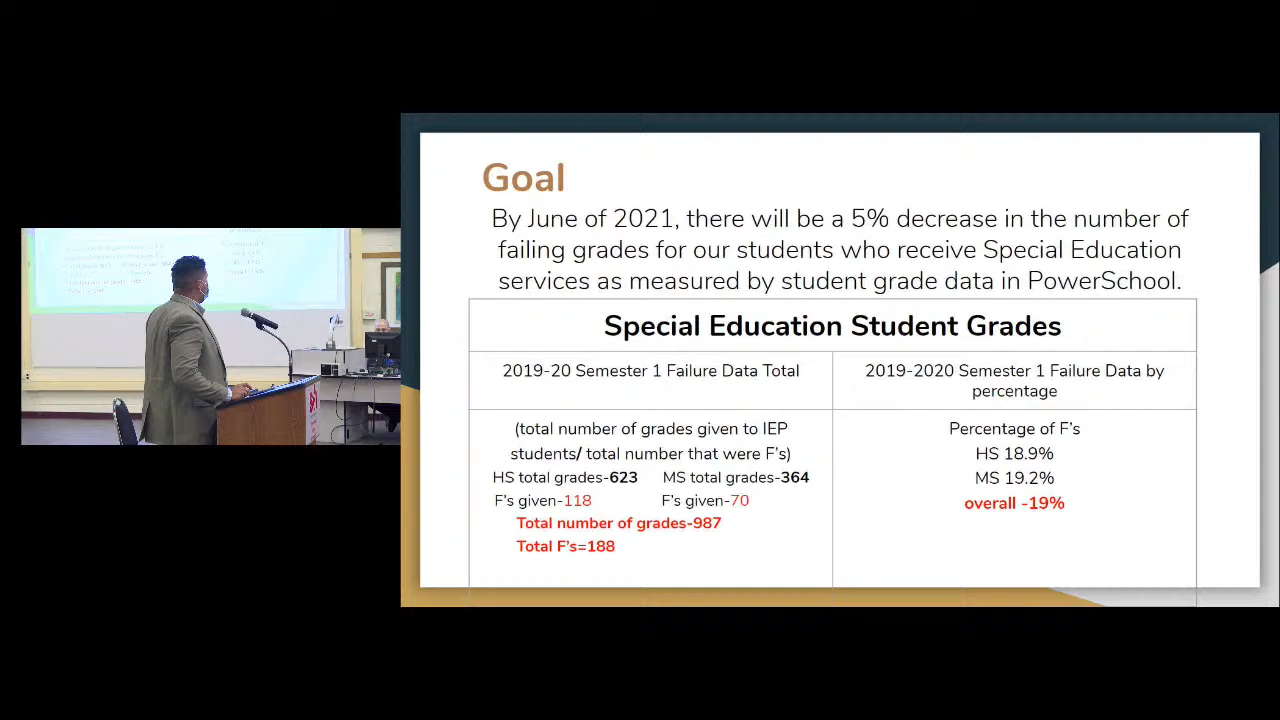 Goal
By June of 2021, there will be a 5% decrease in the number of
failing grades for our students who receive Special Education
services as measured by student grade data in PowerSchool.
Special Education Student Grades
2019-20 Semester 1 Failure Data Total
2019-2020 Semester 1 Failure Data by
percentage
(total number of grades given to IEP
students/ total number that were F's)
HS total grades-623 MS total grades-364
F's given-118 F's given-70
Total number of grades-987
Total F's=188
Percentage of F's
HS 18.9%
MS 19.2%
overall -19%